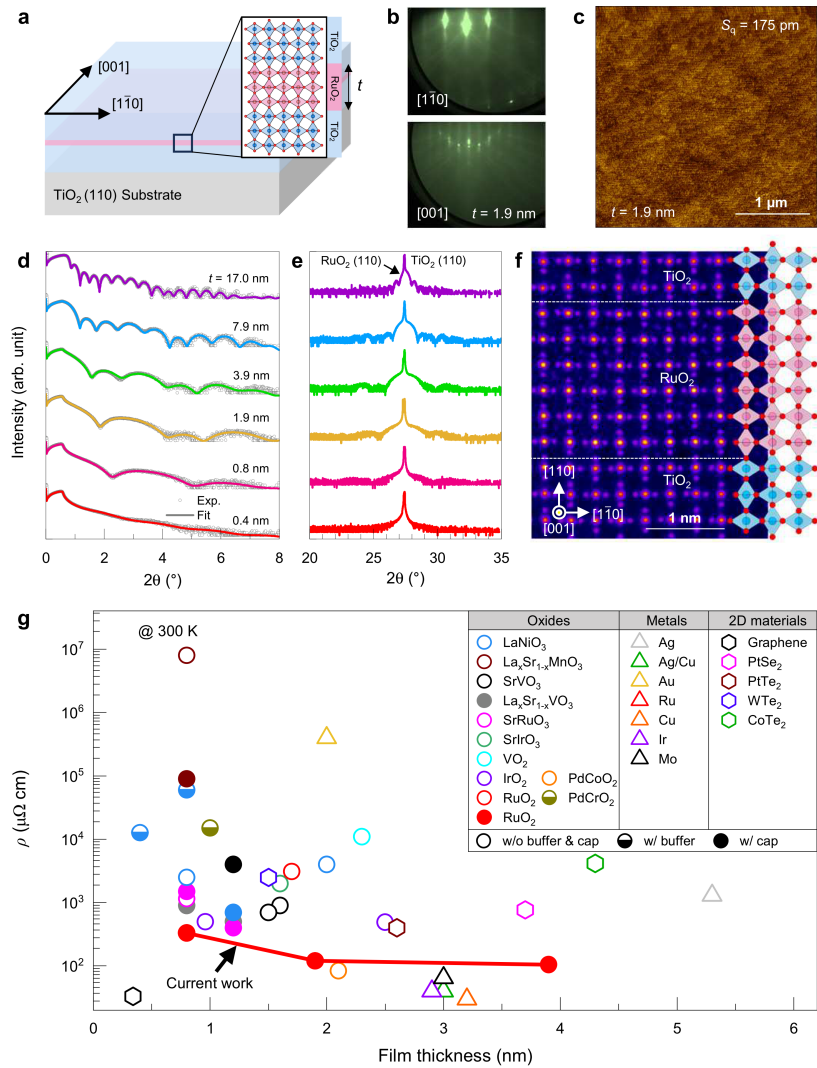 a
[001]
[11̅0]
TiO2 (110) Substrate
TiO2
RuO2
TiO2
t
b
[11̅0]
[001]
t = 1.9 nm
c
Sq = 175 pm
t = 1.9 nm
1 µm
d
Intensity (arb. unit)
t = 17.0 nm
7.9 nm
3.9 nm
1.9 nm
0.8 nm
0.4 nm
Exp.
Fit
0 2 4 6 8
2θ (°)
e
RuO2 (110) TiO2 (110)
20 25 30 35
2θ (°)
f
TiO2
RuO2
TiO2
[110]
[11̅0]
[001]
1 nm
g
@ 300 K
ρ (µΩ cm)
10^7
10^6
10^5
10^4
10^3
10^2
Current work
0 1 2 3 4 5 6
Film thickness (nm)
Oxides Metals 2D materials
LaNiO3
LaxSr1-xMnO3
SrVO3
LaxSr1-xVO3
SrRuO3
SrIrO3
VO2
IrO2 PdCoO2
RuO2 PdCrO2
RuO2
Ag
Ag/Cu
Au
Ru
Cu
Ir
Mo
Graphene
PtSe2
PtTe2
WTe2
CoTe2
w/o buffer & cap w/ buffer w/ cap